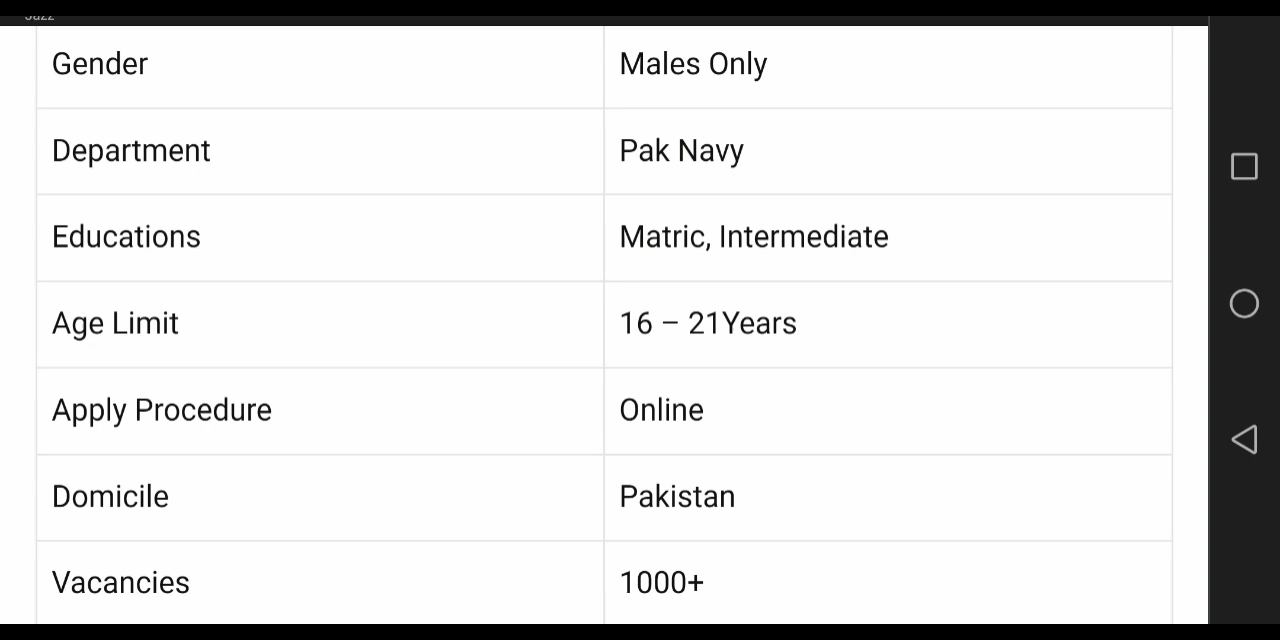 Gender Males Only
Department Pak Navy
Educations Matric, Intermediate
Age Limit 16 – 21Years
Apply Procedure Online
Domicile Pakistan
Vacancies 1000+